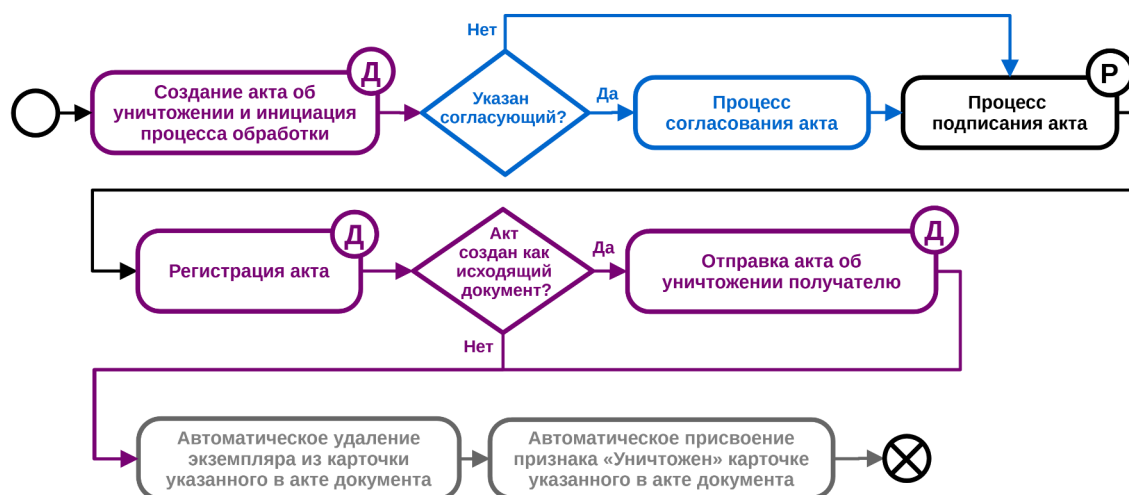 Нет
Д
Р
Создание акта об
уничтожении и инициация
процесса обработки
Указан
согласующий?
Да
Процесс
согласования акта
Процесс
подписания акта
Д
Регистрация акта
Акт
создан как
исходящий
документ?
Да
Д
Отправка акта об
уничтожении получателю
Нет
Автоматическое удаление
экземпляра из карточки
указанного в акте документа
Автоматическое присвоение
признака «Уничтожен» карточке
указанного в акте документа